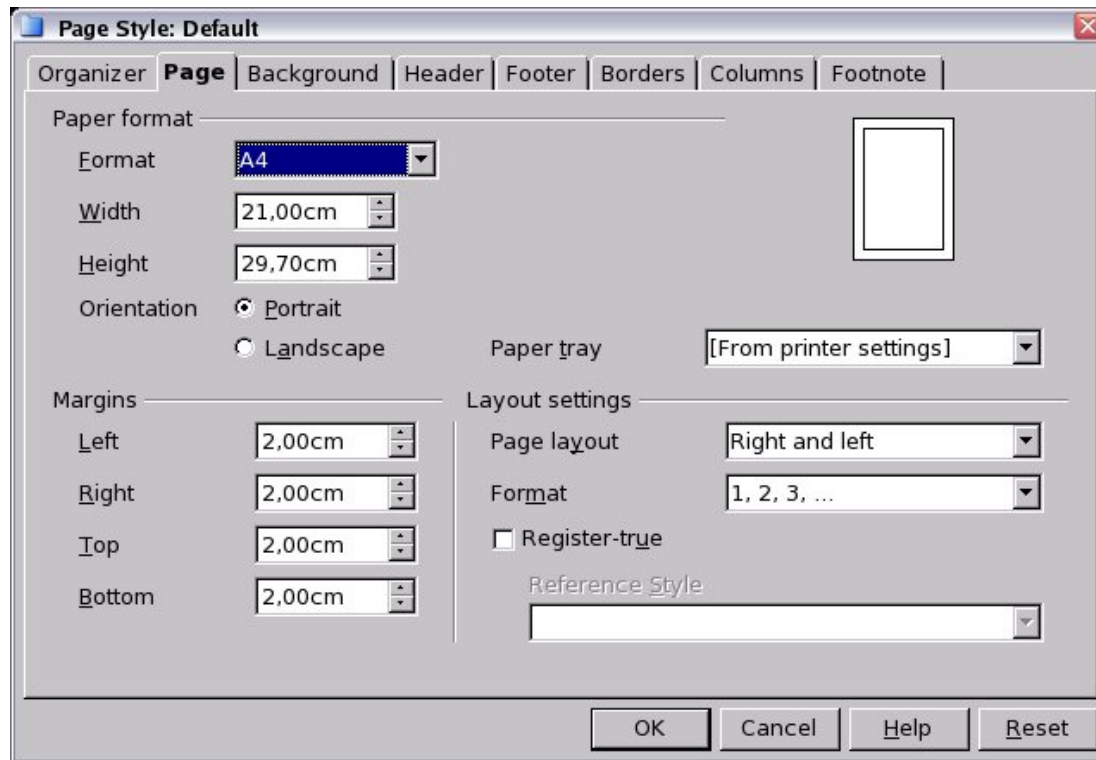 Page Style: Default
Organizer Page Background Header Footer Borders Columns Footnote
Paper format
Format A4
Width 21,00cm
Height 29,70cm
Orientation Portrait
Landscape Paper tray [From printer settings]
Margins Layout settings
Left 2,00cm Page layout Right and left
Right 2,00cm Format 1, 2, 3, ...
Top 2,00cm Register-true
Bottom 2,00cm Reference Style
OK Cancel Help Reset